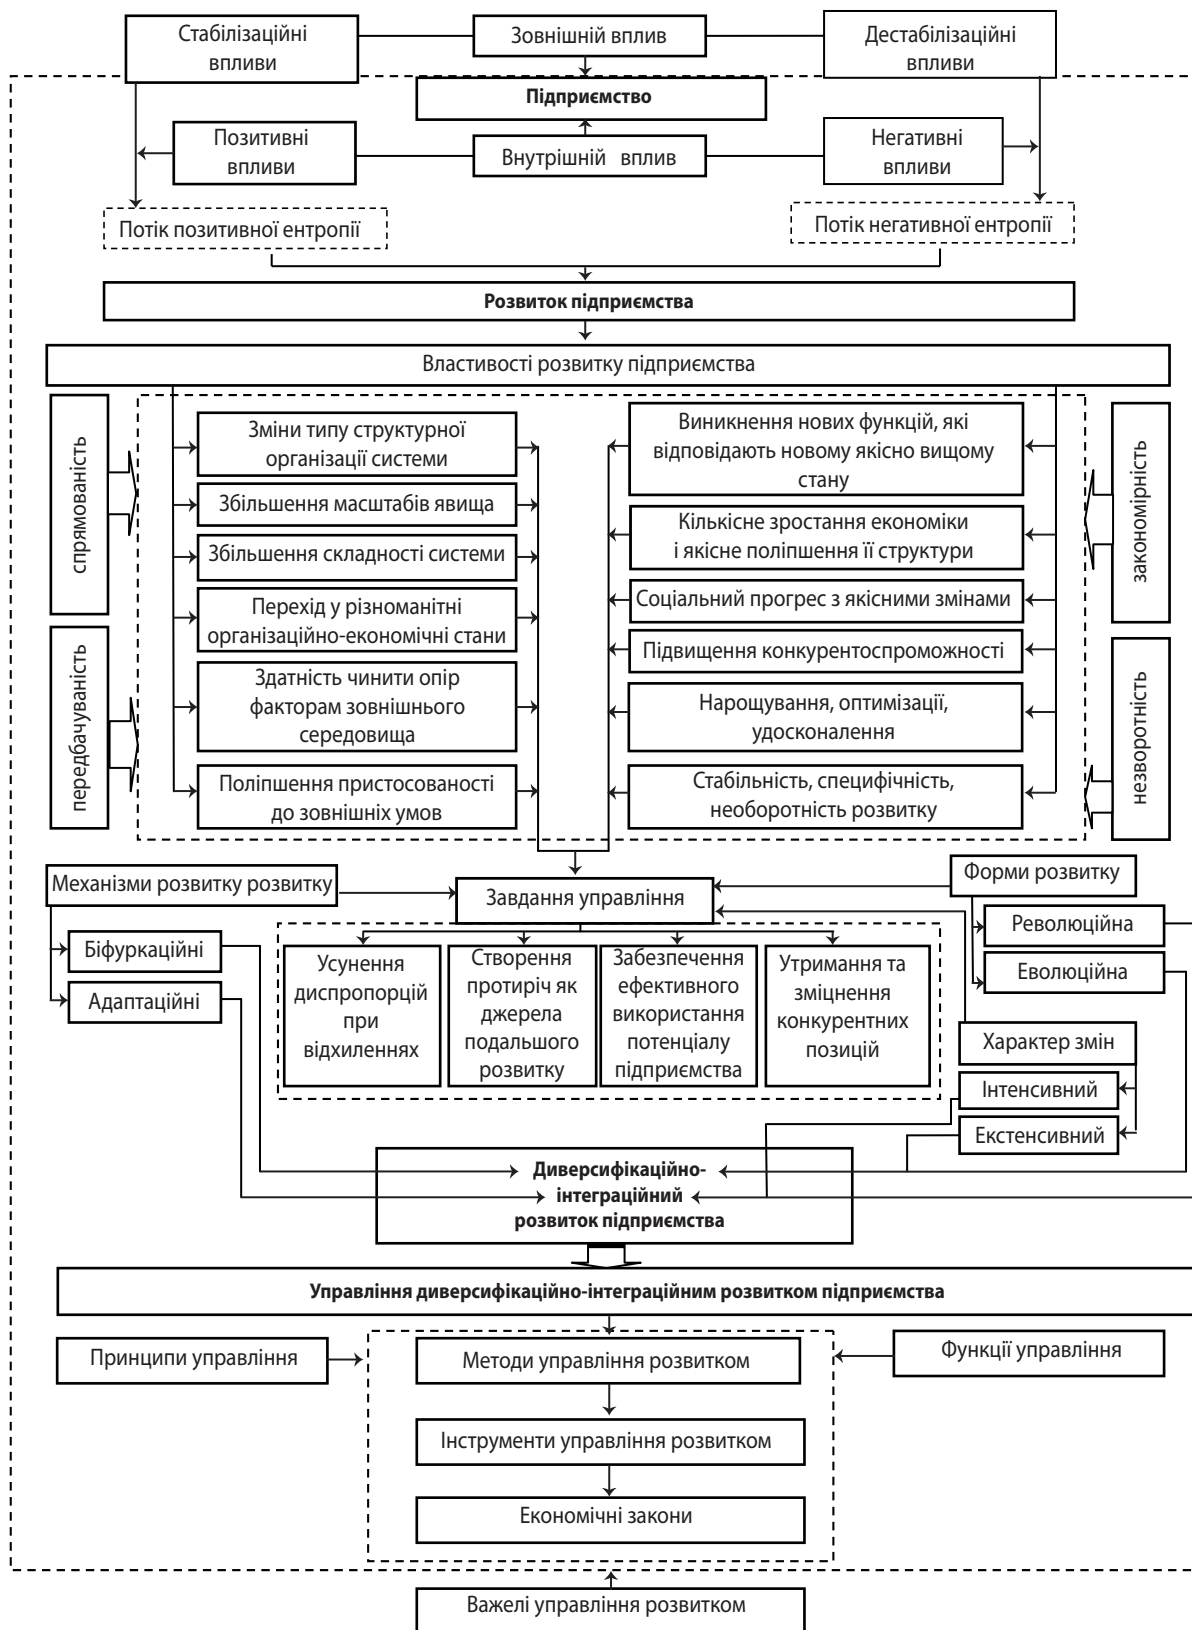 Стабілізаційні
впливи
Зовнішній вплив
Дестабілізаційні
впливи
Підприємство
Позитивні
впливи
Внутрішній вплив
Негативні
впливи
Потік позитивної ентропії
Потік негативної ентропії
Розвиток підприємства
Властивості розвитку підприємства
спрямованість
передбачуваність
Зміни типу структурної
організації системи
Збільшення масштабів явища
Збільшення складності системи
Перехід у різноманітні
організаційно-економічні стани
Здатність чинити опір
факторам зовнішнього
середовища
Поліпшення пристосованості
до зовнішніх умов
Виникнення нових функцій, які
відповідають новому якісно вищому
стану
Кількісне зростання економіки
і якісне поліпшення її структури
Соціальний прогрес з якісними змінами
Підвищення конкурентоспроможності
Нарощування, оптимізації,
удосконалення
Стабільність, специфічність,
необоротність розвитку
закономірність
незворотність
Механізми розвитку розвитку
Біфуркаційні
Адаптаційні
Завдання управління
Усунення
диспропорцій
при
відхиленнях
Створення
протиріч як
джерела
подальшого
розвитку
Забезпечення
ефективного
використання
потенціалу
підприємства
Утримання та
зміцнення
конкурентних
позицій
Форми розвитку
Революційна
Еволюційна
Характер змін
Інтенсивний
Екстенсивний
Диверсифікаційно-
інтеграційний
розвиток підприємства
Управління диверсифікаційно-інтеграційним розвитком підприємства
Принципи управління
Методи управління розвитком
Функції управління
Інструменти управління розвитком
Економічні закони
Важелі управління розвитком